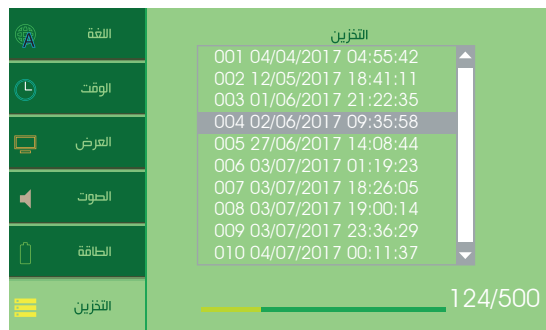 اللغة
الوقت
العرض
الصوت
الطاقة
التخزين
التخزين
001 04/04/2017 04:55:42
002 12/05/2017 18:41:11
003 01/06/2017 21:22:35
004 02/06/2017 09:35:58
005 27/06/2017 14:08:44
006 03/07/2017 01:19:23
007 03/07/2017 18:26:05
008 03/07/2017 19:00:14
009 03/07/2017 23:36:29
010 04/07/2017 00:11:37
124/500